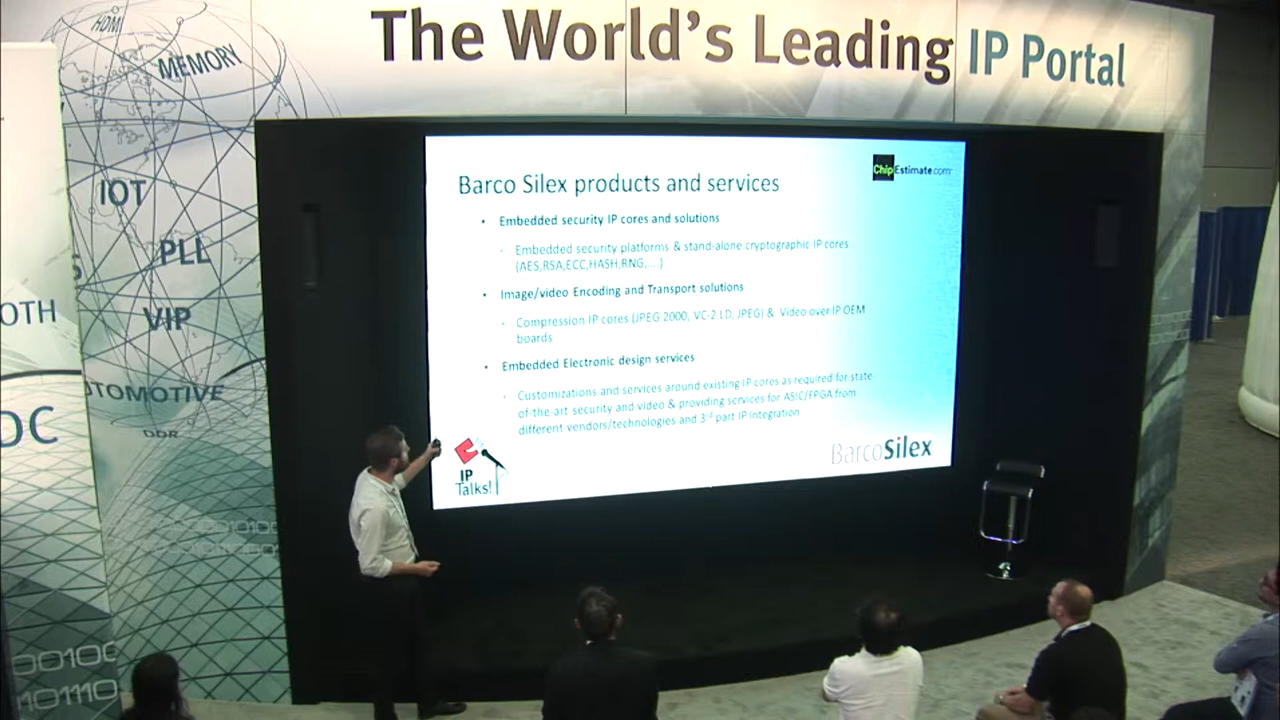 The World's Leading IP Portal
HDMI
MEMORY
IOT
PLL
VIP
DDR
00100
10110
ChipEstimate.com
Barco Silex products and services
• Embedded security IP cores and solutions
- Embedded security platforms & stand-alone cryptographic IP cores
(AES,RSA,ECC,HASH,RNG,...)
• Image/video Encoding and Transport solutions
- Compression IP cores (JPEG 2000, VC-2 LD, JPEG) & Video over IP OEM
boards
• Embedded Electronic design services
- Customizations and services around existing IP cores as required for state-
of-the-art security and video & providing services for ASIC/FPGA from
different vendors/technologies and 3rd part IP integration
IP
Talks!
BarcoSilex